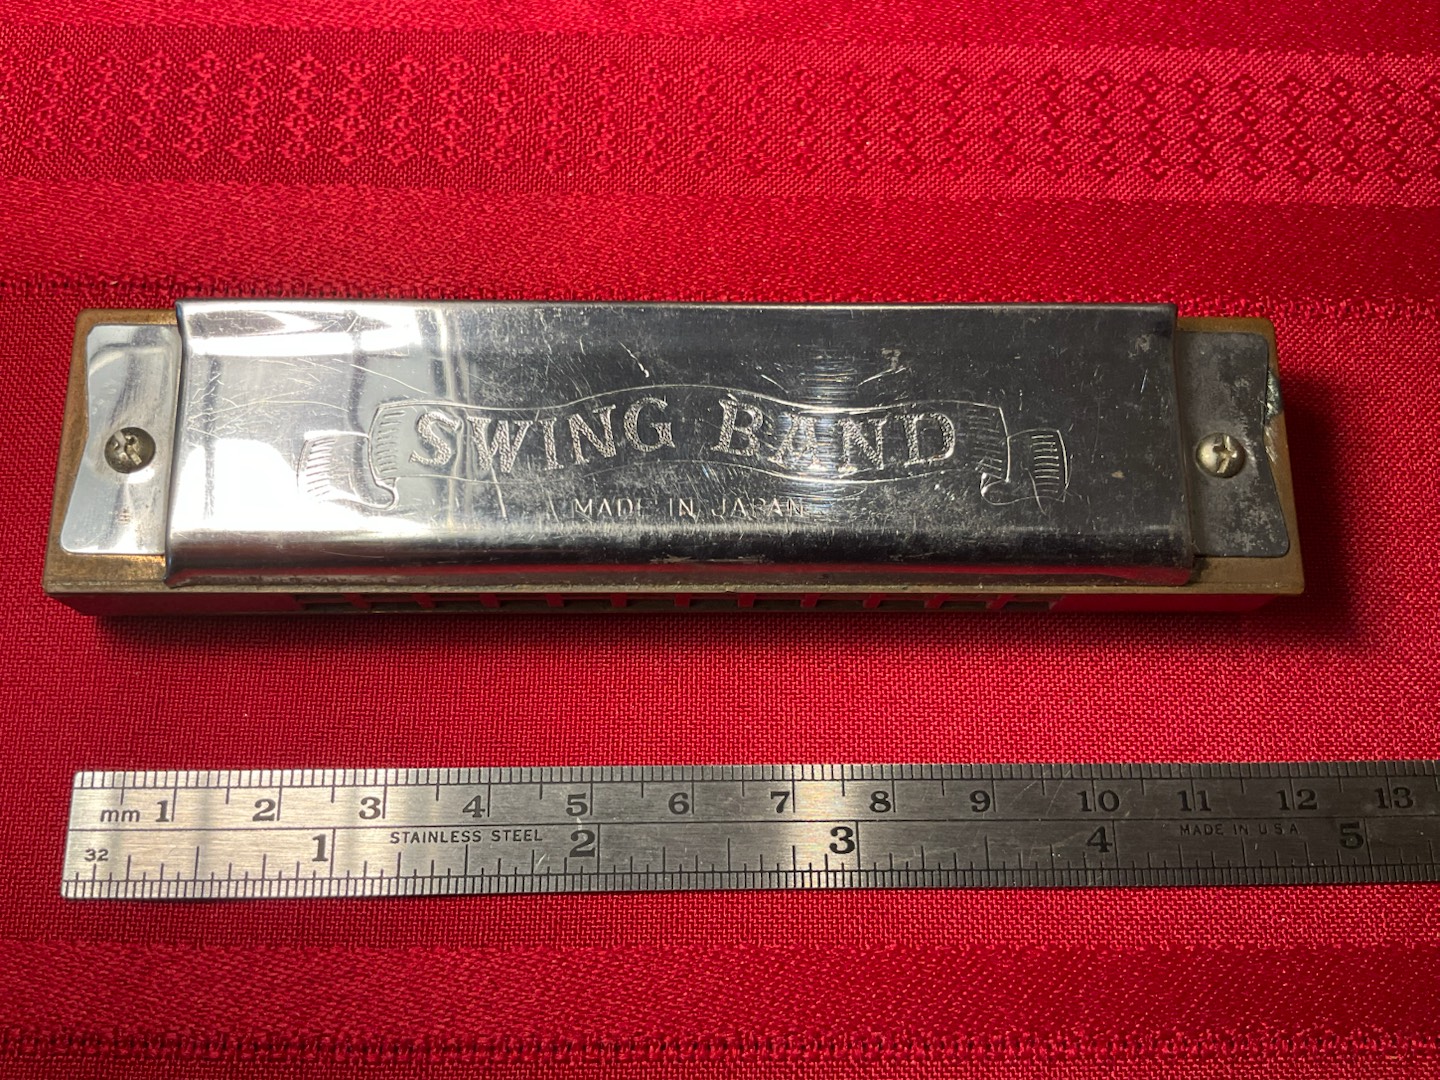 SWING BAND
MADE IN JAPAN
mm 1 2 3 4 5 6 7 8 9 10 11 12 13
32 1 STAINLESS STEEL 2 3 4 MADE IN USA 5